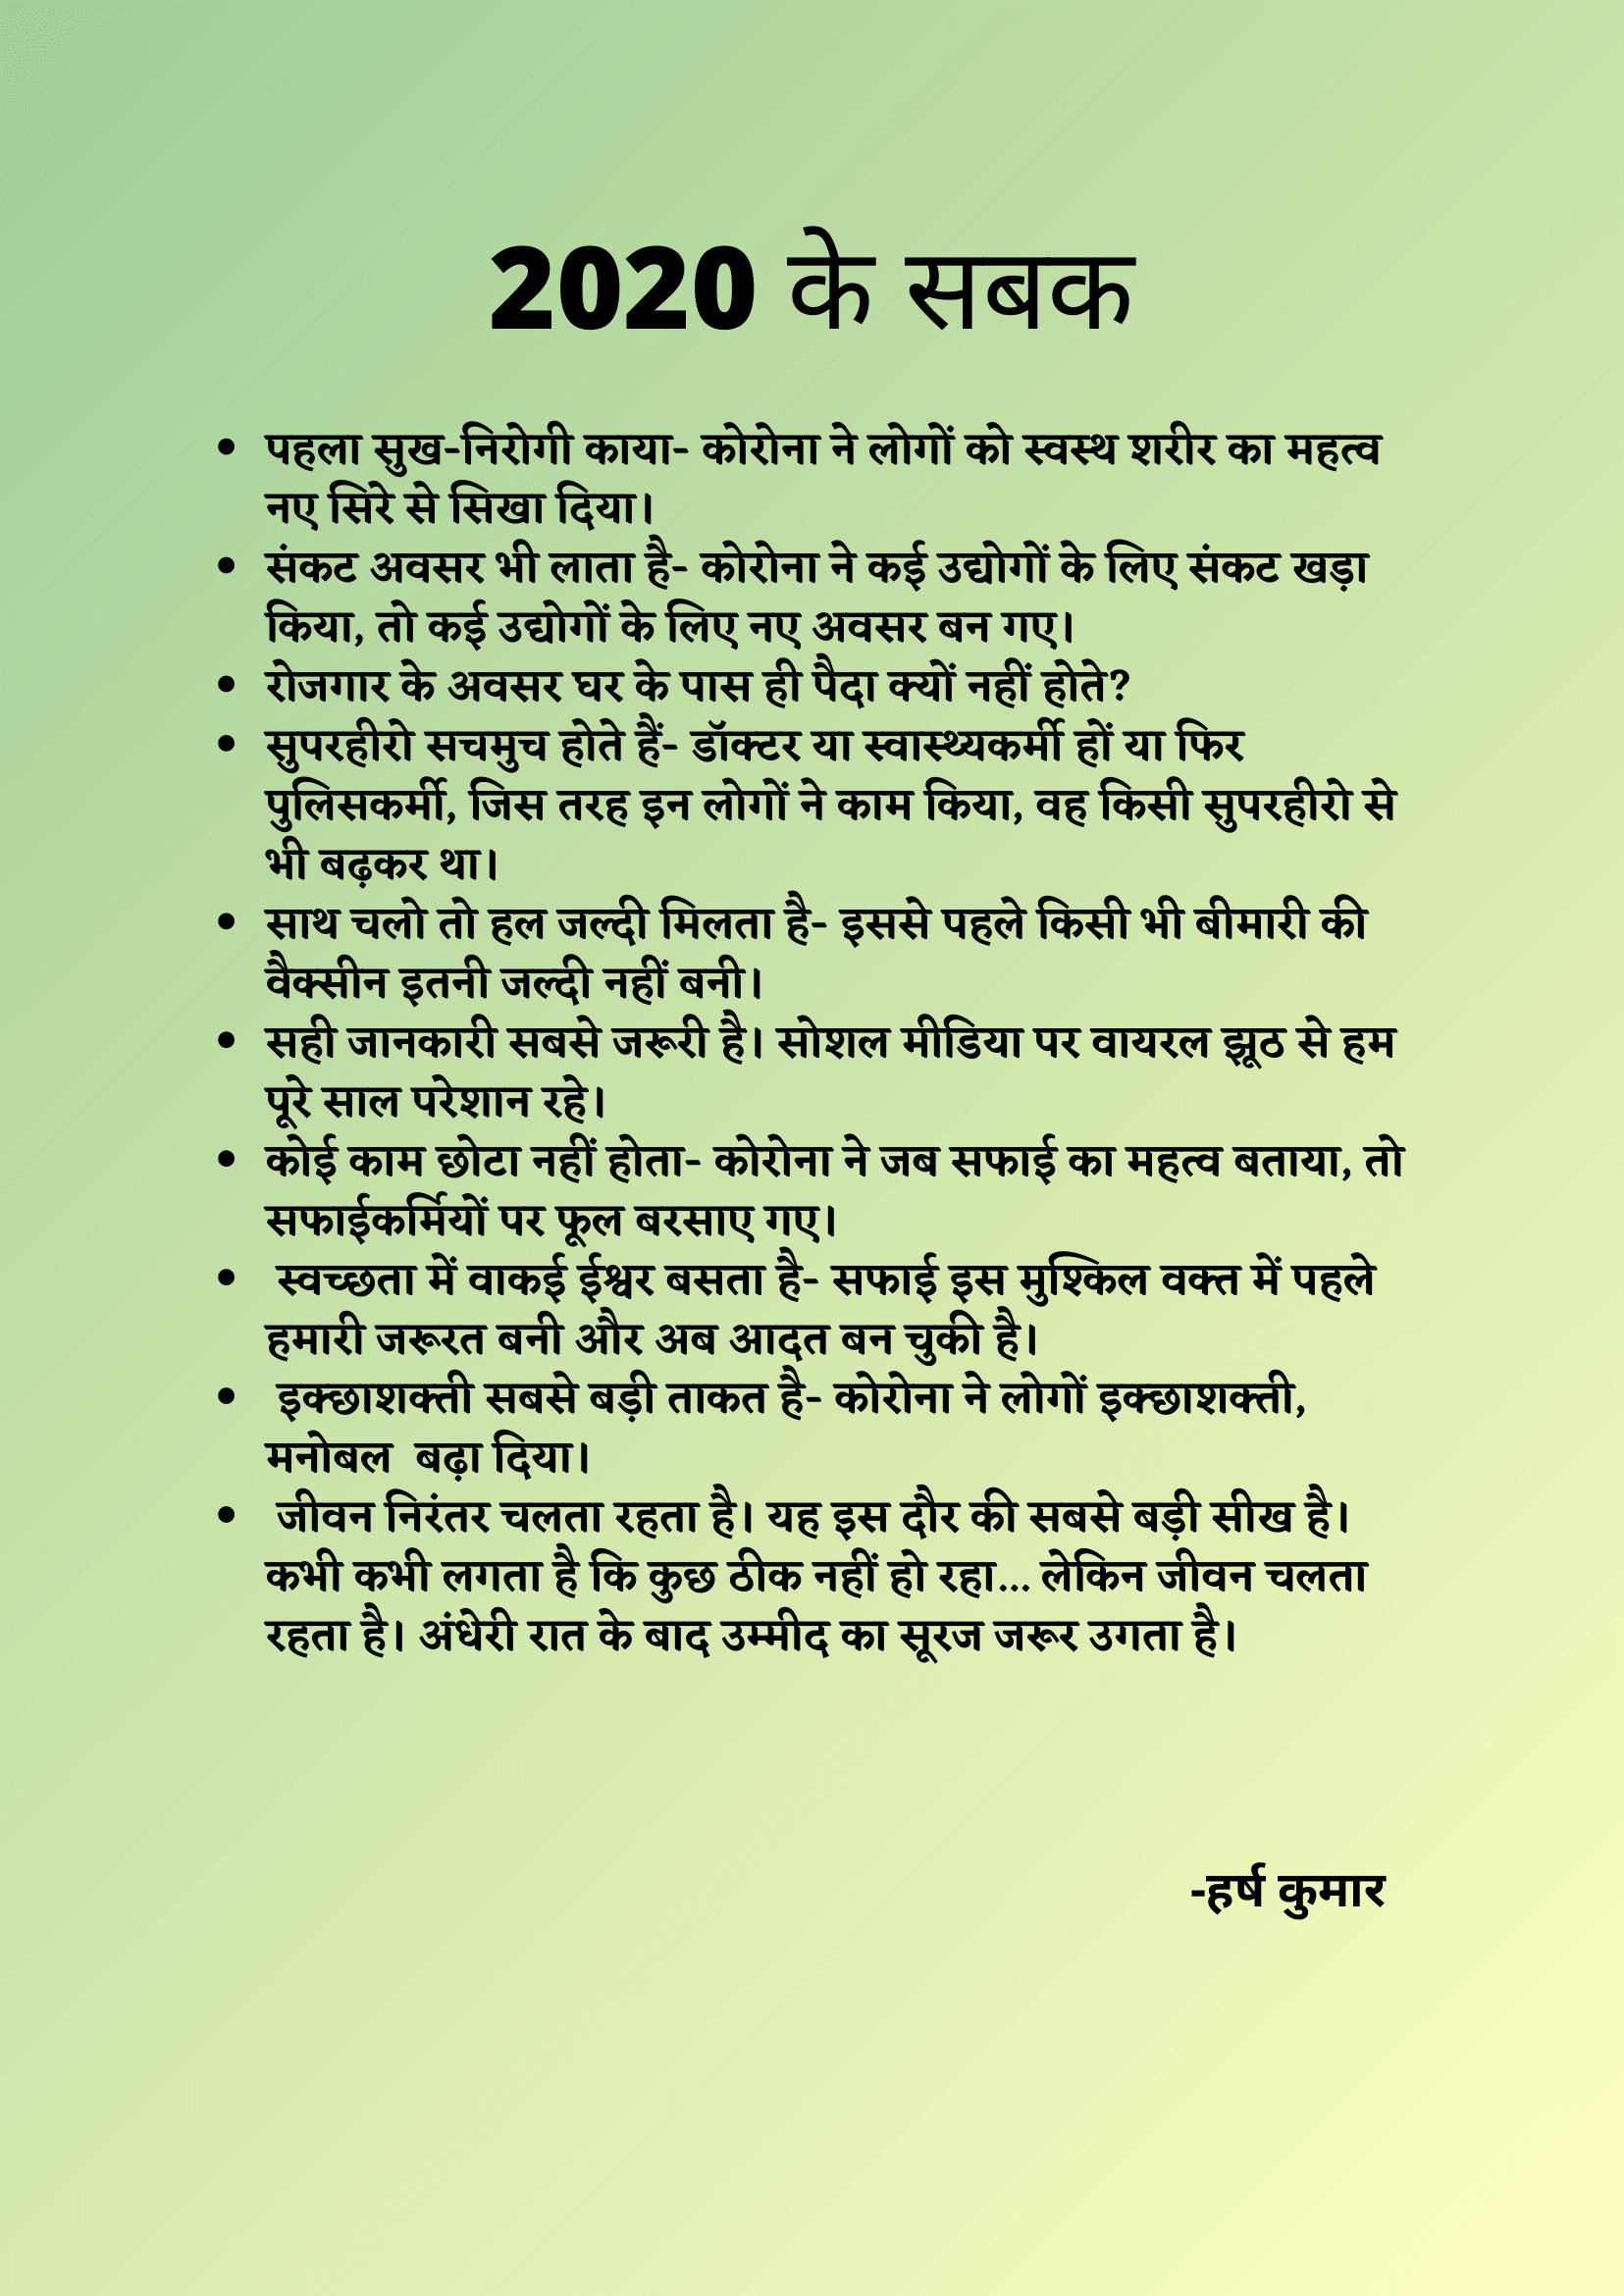 2020 के सबक
• पहला सुख-निरोगी काया- कोरोना ने लोगों को स्वस्थ शरीर का महत्व
नए सिरे से सिखा दिया।
• संकट अवसर भी लाता है- कोरोना ने कई उद्योगों के लिए संकट खड़ा
किया, तो कई उद्योगों के लिए नए अवसर बन गए।
• रोजगार के अवसर घर के पास ही पैदा क्यों नहीं होते?
• सुपरहीरो सचमुच होते हैं- डॉक्टर या स्वास्थ्यकर्मी हों या फिर
पुलिसकर्मी, जिस तरह इन लोगों ने काम किया, वह किसी सुपरहीरो से
भी बढ़कर था।
• साथ चलो तो हल जल्दी मिलता है- इससे पहले किसी भी बीमारी की
वैक्सीन इतनी जल्दी नहीं बनी।
• सही जानकारी सबसे जरूरी है। सोशल मीडिया पर वायरल झूठ से हम
पूरे साल परेशान रहे।
• कोई काम छोटा नहीं होता- कोरोना ने जब सफाई का महत्व बताया, तो
सफाईकर्मियों पर फूल बरसाए गए।
• स्वच्छता में वाकई ईश्वर बसता है- सफाई इस मुश्किल वक्त में पहले
हमारी जरूरत बनी और अब आदत बन चुकी है।
• इक्छाशक्ती सबसे बड़ी ताकत है- कोरोना ने लोगों इक्छाशक्ती,
मनोबल बढ़ा दिया।
• जीवन निरंतर चलता रहता है। यह इस दौर की सबसे बड़ी सीख है।
कभी कभी लगता है कि कुछ ठीक नहीं हो रहा... लेकिन जीवन चलता
रहता है। अंधेरी रात के बाद उम्मीद का सूरज जरूर उगता है।
-हर्ष कुमार